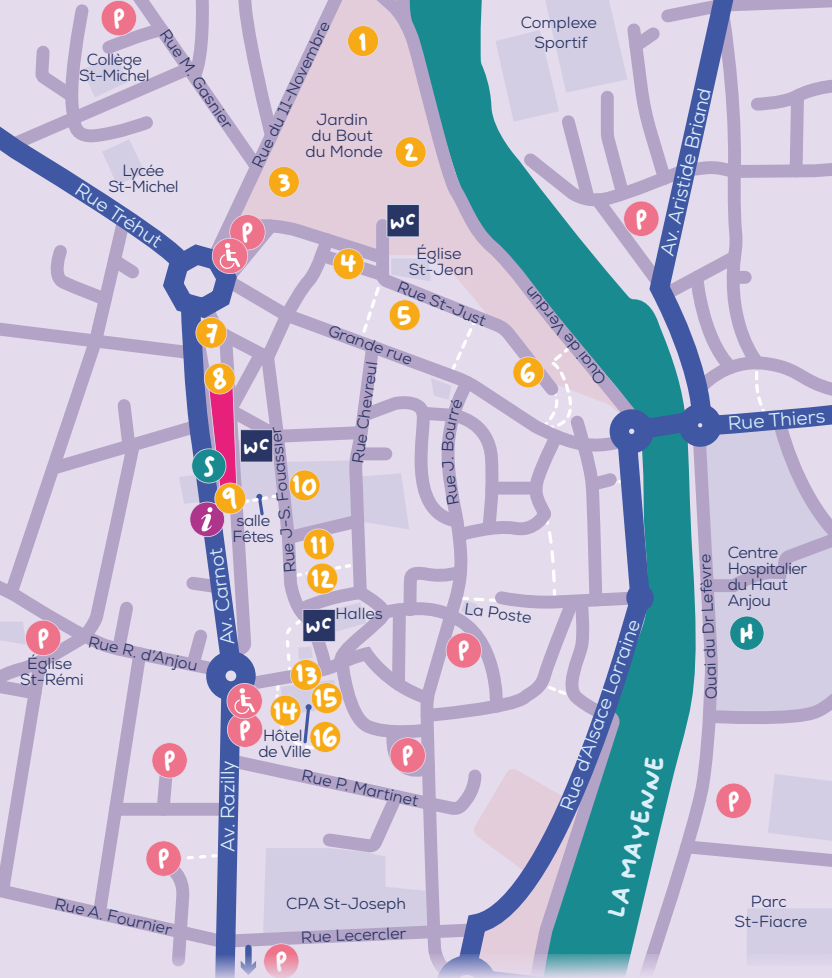 P
Complexe
Sportif
1
Rue M. Gasnier
Collège
St-Michel
Rue du 11-Novembre
Jardin
du Bout
du Monde
2
Av. Aristide Briand
Lycée
St-Michel
3
Rue Tréhut
P
WC
P
4
Église
St-Jean
Rue St-Just
5
Quai de Verdun
7
Grande rue
6
8
Rue Chevreul
Rue J. Bourré
Rue Thiers
WC
S
Rue J-S. Fouassier
10
9
i
salle
Fêtes
11
12
Av. Carnot
Centre
Hospitalier
du Haut
Anjou
H
Quai du Dr Lefèvre
WC
Halles
La Poste
P
Église
St-Rémi
Rue R. d'Anjou
P
13
15
14
16
P
Hôtel
de Ville
Rue d'Alsace Lorraine
P
P
Rue P. Martinet
Av. Razilly
P
LA MAYENNE
P
CPA St-Joseph
Parc
St-Fiacre
Rue A. Fournier
Rue Lecercler
P